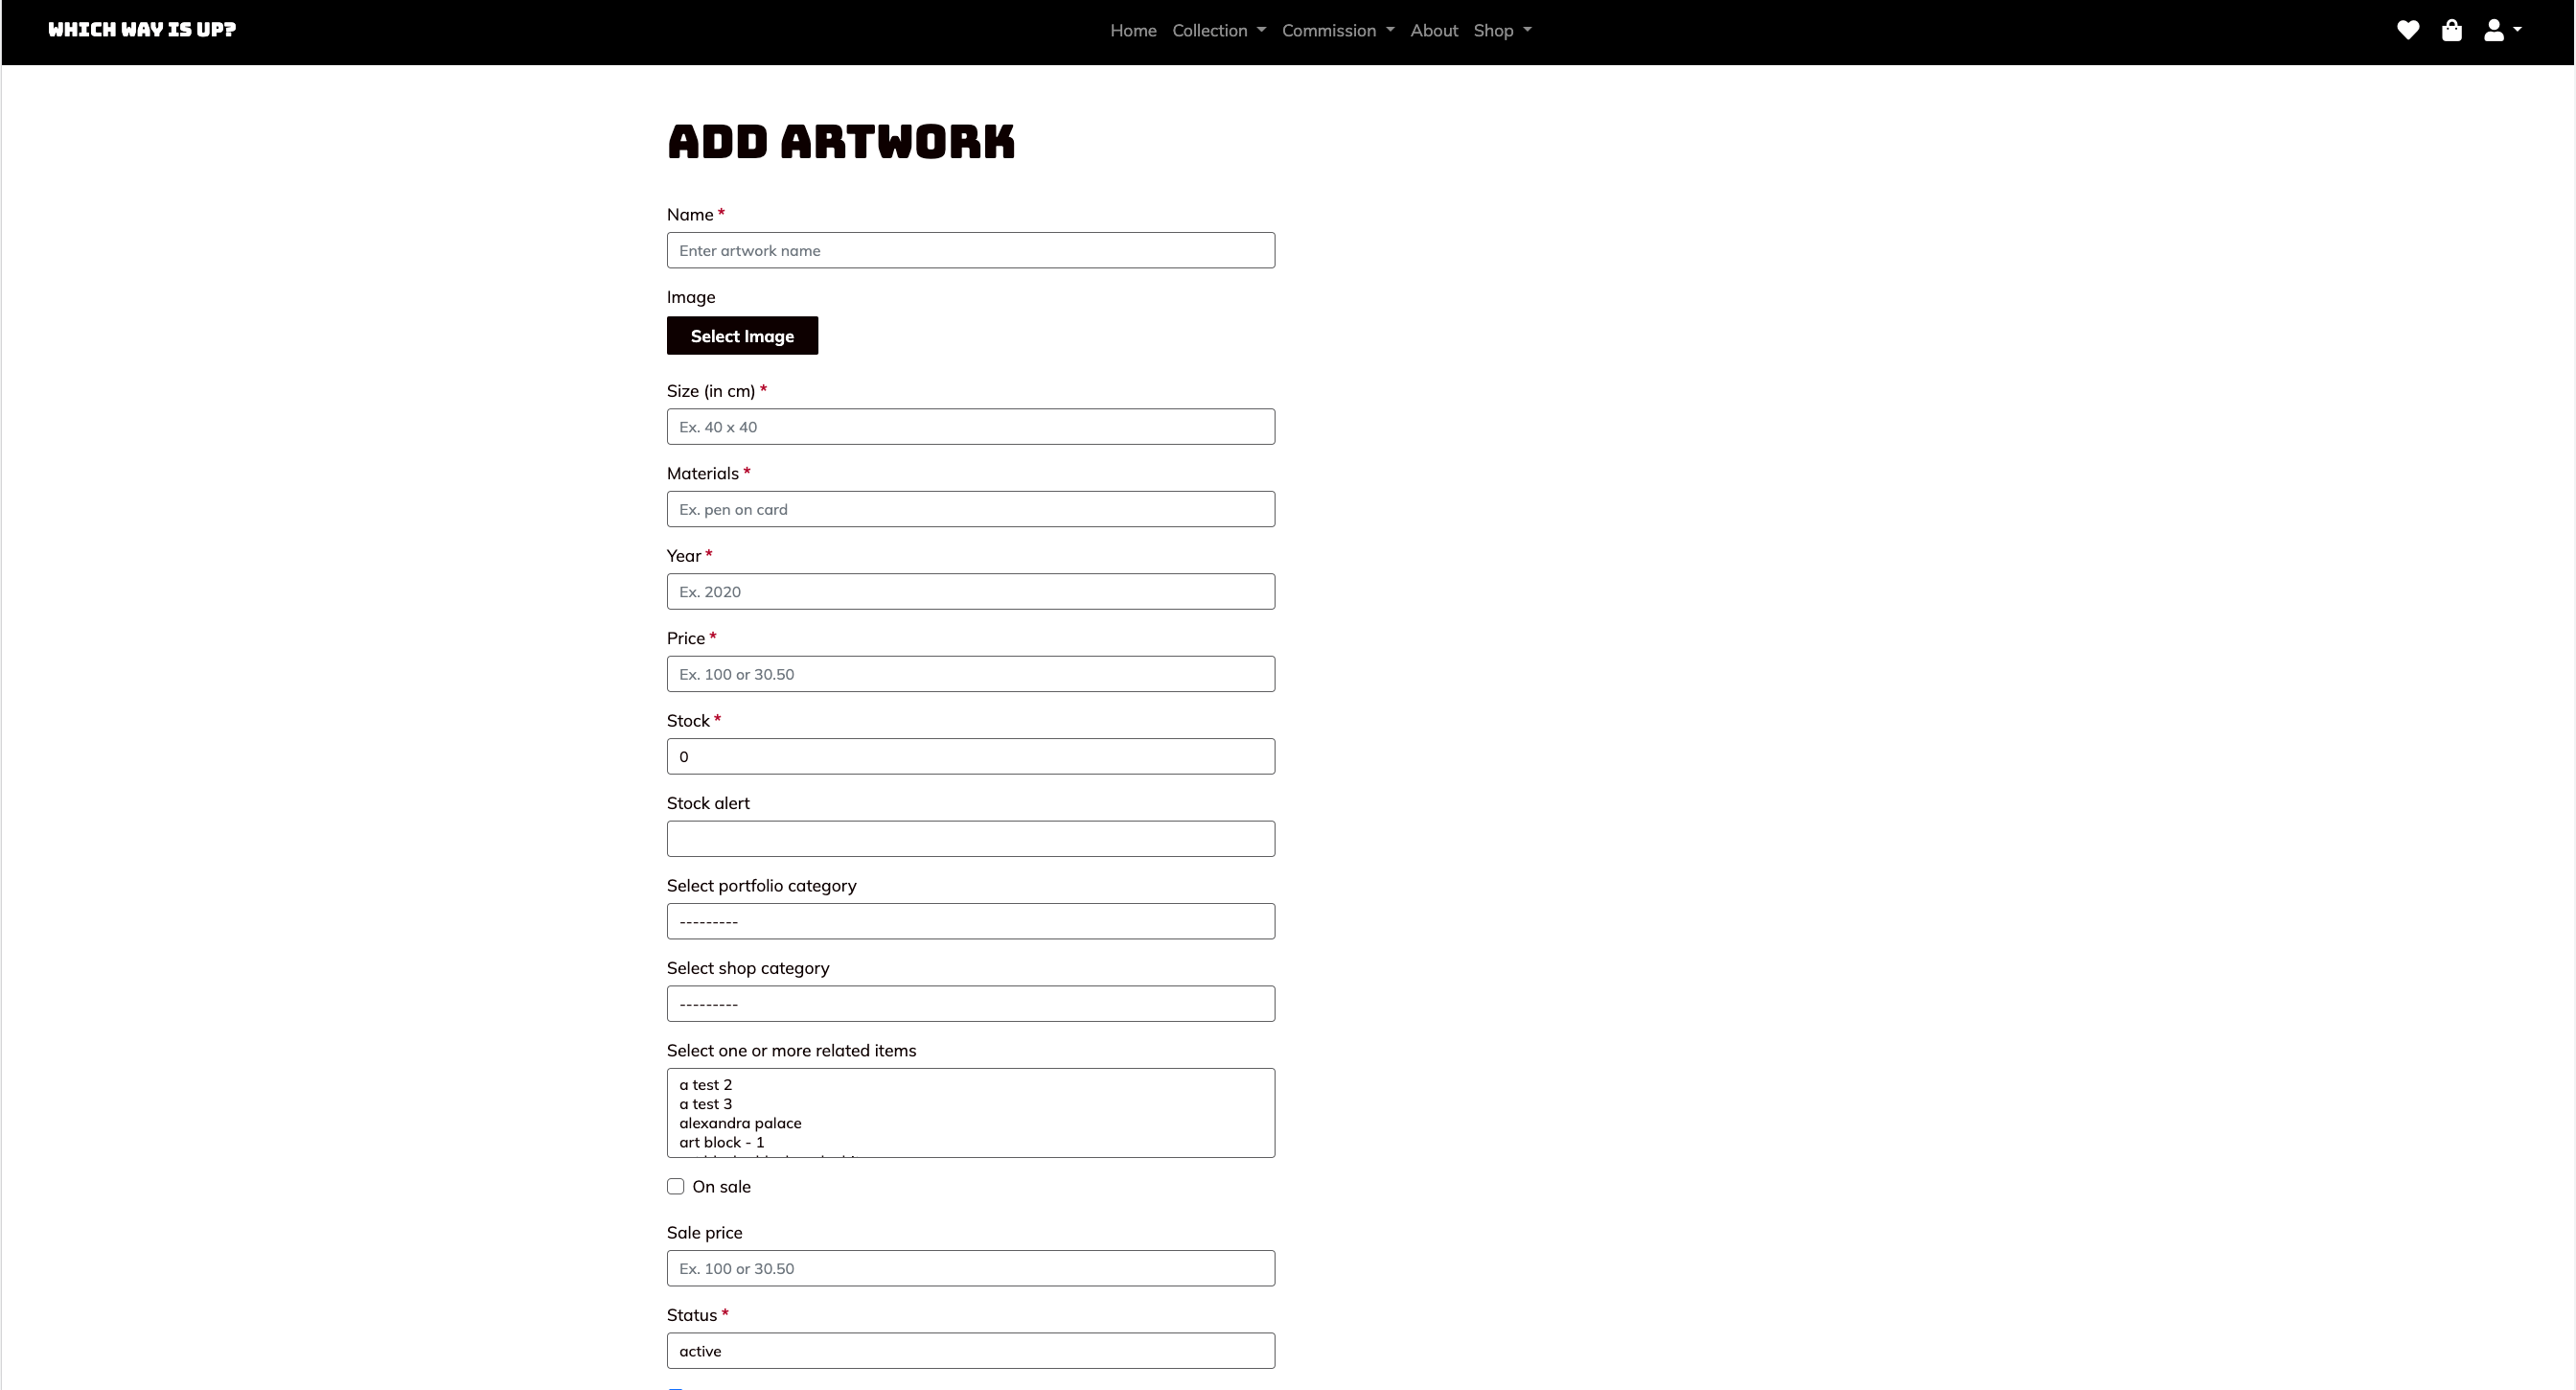 WHICH WAY IS UP?
Home Collection Commission About Shop
ADD ARTWORK
Name *
Enter artwork name
Image
Select Image
Size (in cm) *
Ex. 40 x 40
Materials *
Ex. pen on card
Year *
Ex. 2020
Price *
Ex. 100 or 30.50
Stock *
0
Stock alert
Select portfolio category
---------
Select shop category
---------
Select one or more related items
a test 2
a test 3
alexandra palace
art block - 1
On sale
Sale price
Ex. 100 or 30.50
Status *
active